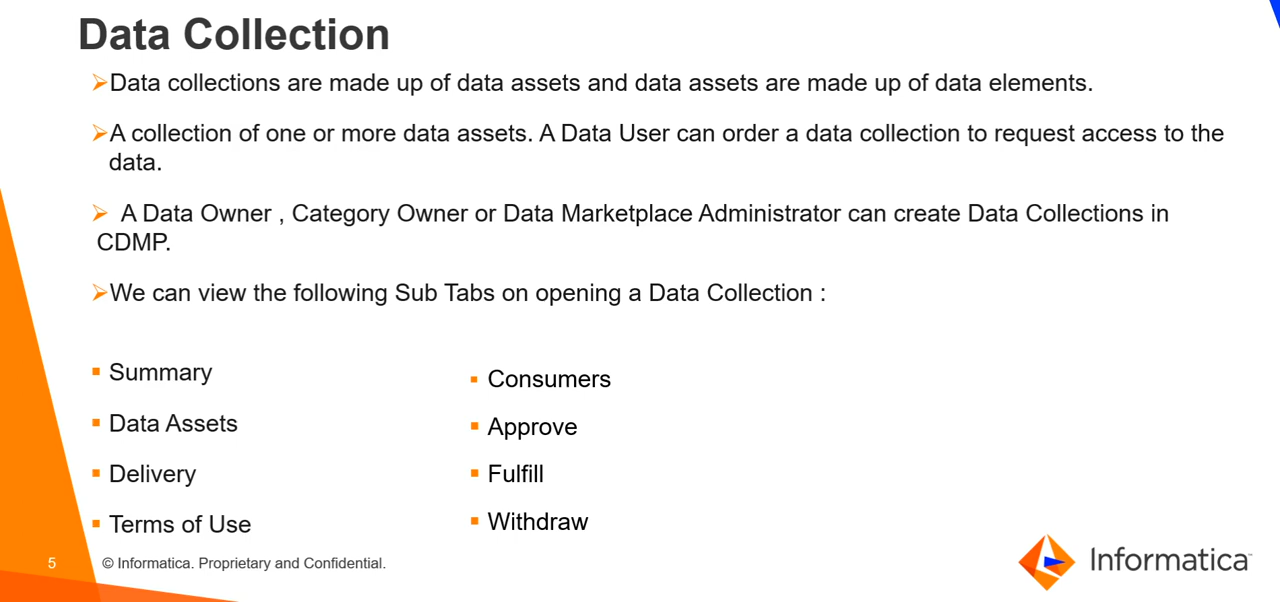 Data Collection
Data collections are made up of data assets and data assets are made up of data elements.
A collection of one or more data assets. A Data User can order a data collection to request access to the
data.
A Data Owner , Category Owner or Data Marketplace Administrator can create Data Collections in
CDMP.
We can view the following Sub Tabs on opening a Data Collection :
Summary
Data Assets
Delivery
Terms of Use
Consumers
Approve
Fulfill
Withdraw
5
© Informatica. Proprietary and Confidential.
Informatica™